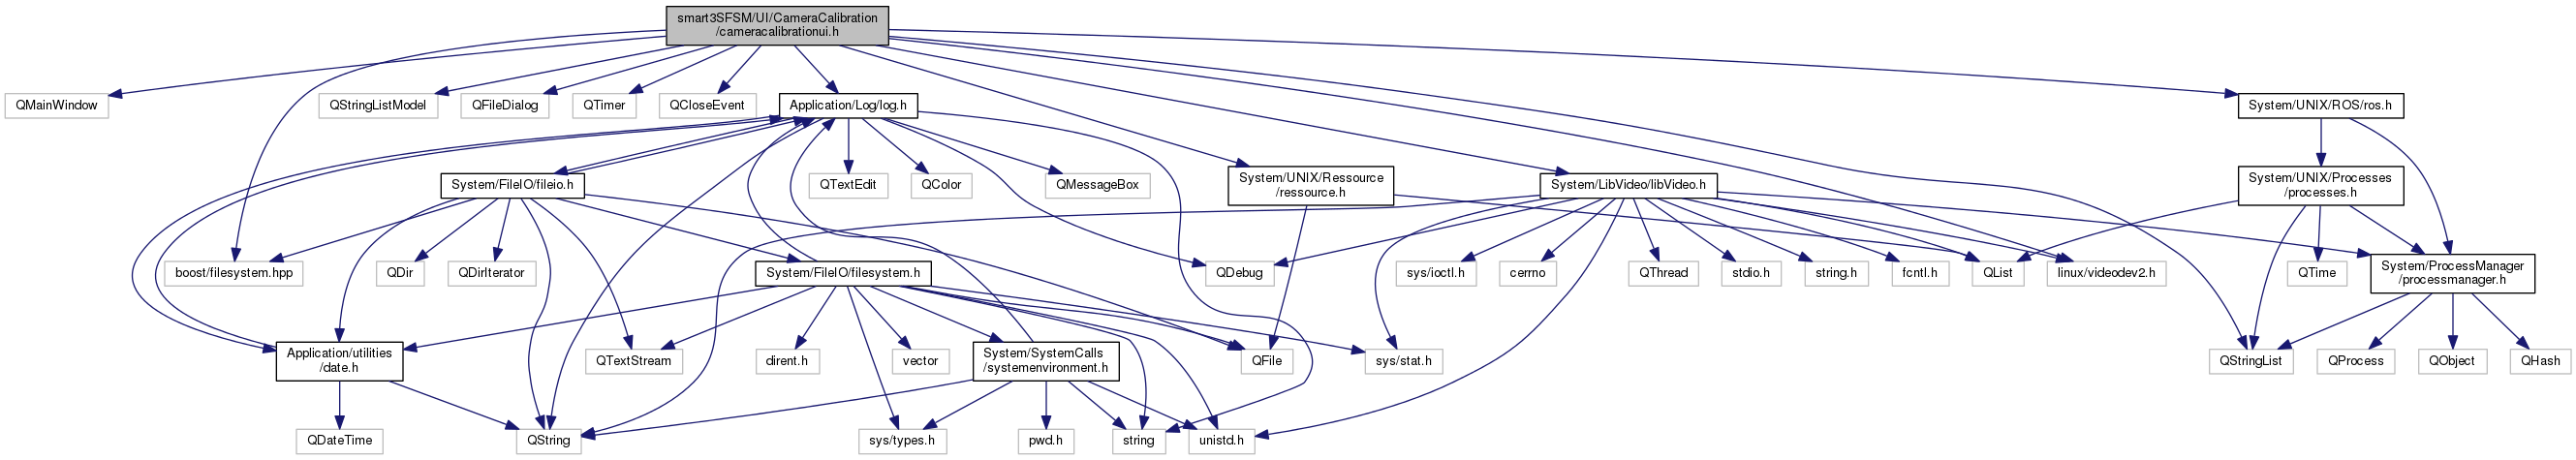 smart3SFSM/UI/CameraCalibration
/cameracalibrationui.h
QMainWindow
QStringListModel
QFileDialog
QTimer
QCloseEvent
Application/Log/log.h
System/UNIX/ROS/ros.h
System/FileIO/fileio.h
QTextEdit
QColor
QMessageBox
System/UNIX/Ressource
/ressource.h
System/LibVideo/libVideo.h
System/UNIX/Processes
/processes.h
boost/filesystem.hpp
QDir
QDirIterator
System/FileIO/filesystem.h
QDebug
sys/ioctl.h
cerrno
QThread
stdio.h
string.h
fcntl.h
QList
linux/videodev2.h
QTime
System/ProcessManager
/processmanager.h
Application/utilities
/date.h
QTextStream
dirent.h
vector
System/SystemCalls
/systemenvironment.h
QFile
sys/stat.h
QStringList
QProcess
QObject
QHash
QDateTime
QString
sys/types.h
pwd.h
string
unistd.h